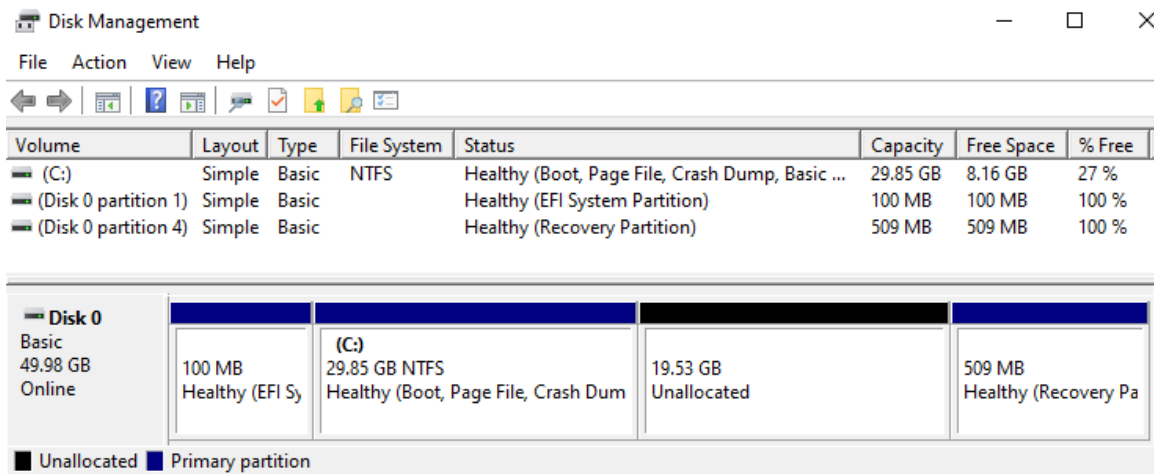 Disk Management
File Action View Help
Volume Layout Type File System Status Capacity Free Space % Free
(C:) Simple Basic NTFS Healthy (Boot, Page File, Crash Dump, Basic ... 29.85 GB 8.16 GB 27 %
(Disk 0 partition 1) Simple Basic Healthy (EFI System Partition) 100 MB 100 MB 100 %
(Disk 0 partition 4) Simple Basic Healthy (Recovery Partition) 509 MB 509 MB 100 %
Disk 0
Basic
49.98 GB
Online
100 MB
Healthy (EFI Sy
(C:)
29.85 GB NTFS
Healthy (Boot, Page File, Crash Dum
19.53 GB
Unallocated
509 MB
Healthy (Recovery Pa
Unallocated Primary partition